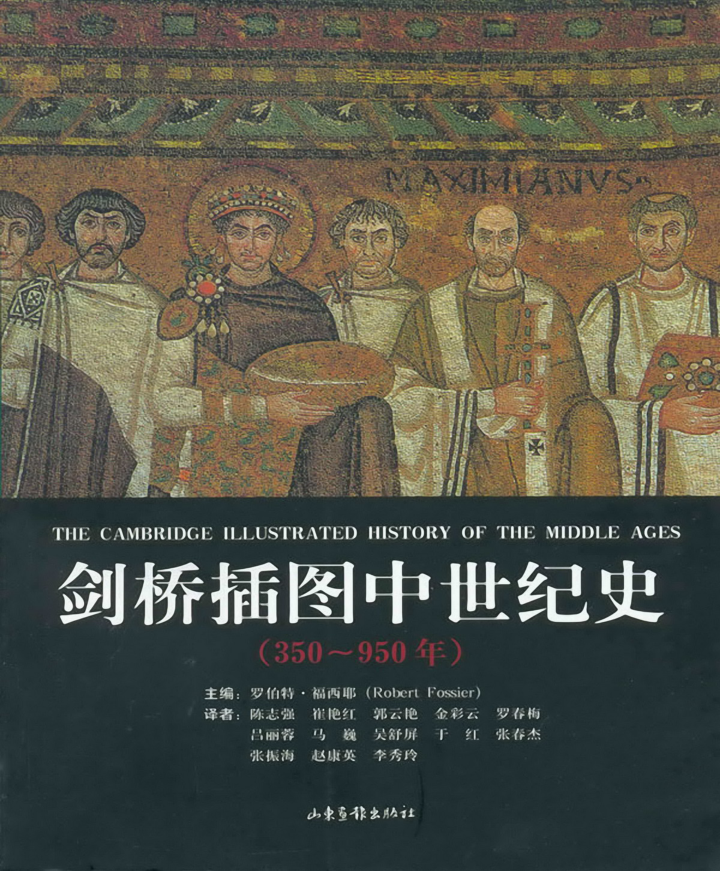 MAXIMIANVS
THE CAMBRIDGE ILLUSTRATED HISTORY OF THE MIDDLE AGES
剑桥插图中世纪史
(350~950年)
主编：罗伯特·福西耶 (Robert Fossier)
译者：陈志强 崔艳红 郭云艳 金彩云 罗春梅
吕丽蓉 马 巍 吴舒屏 于 红 张春杰
张振海 赵康英 李秀玲
山东画报出版社